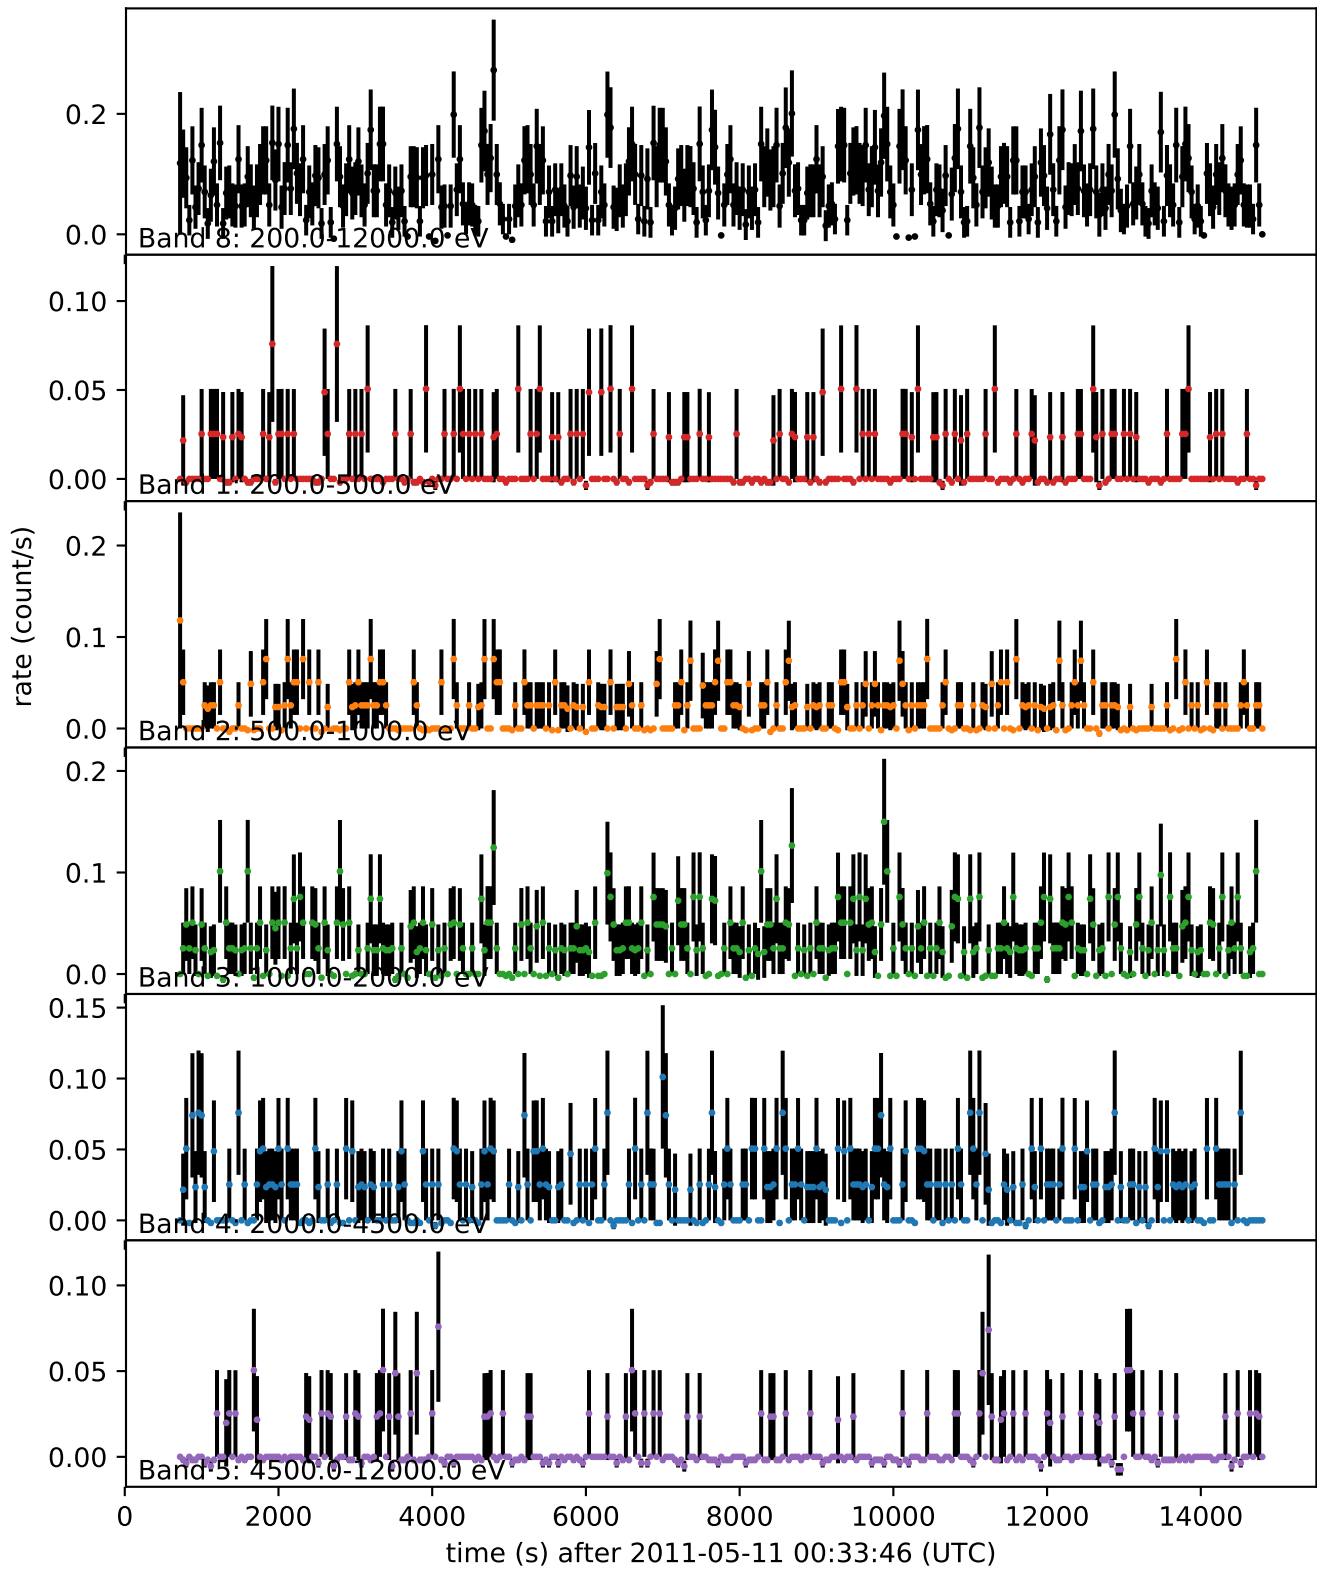 0.2
0.0
Band 8: 200.0-12000.0 eV
0.10
0.05
0.00
Band 1: 200.0-500.0 eV
0.2
0.1
0.0
Band 2: 500.0-1000.0 eV
rate (count/s)
0.2
0.1
0.0
Band 3: 1000.0-2000.0 eV
0.15
0.10
0.05
0.00
Band 4: 2000.0-4500.0 eV
0.10
0.05
0.00
Band 5: 4500.0-12000.0 eV
0 2000 4000 6000 8000 10000 12000 14000
time (s) after 2011-05-11 00:33:46 (UTC)